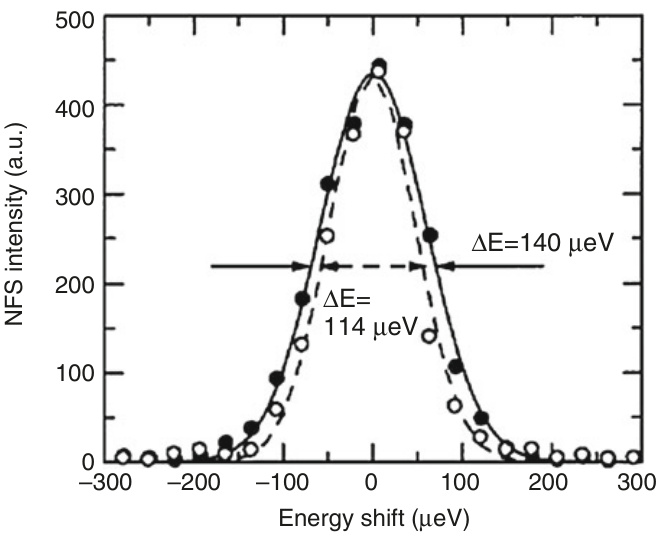 500
400
300
200
100
0
NFS intensity (a.u.)
ΔE=140 μeV
ΔE=
114 μeV
−300
−200
−100
0
100
200
300
Energy shift (μeV)